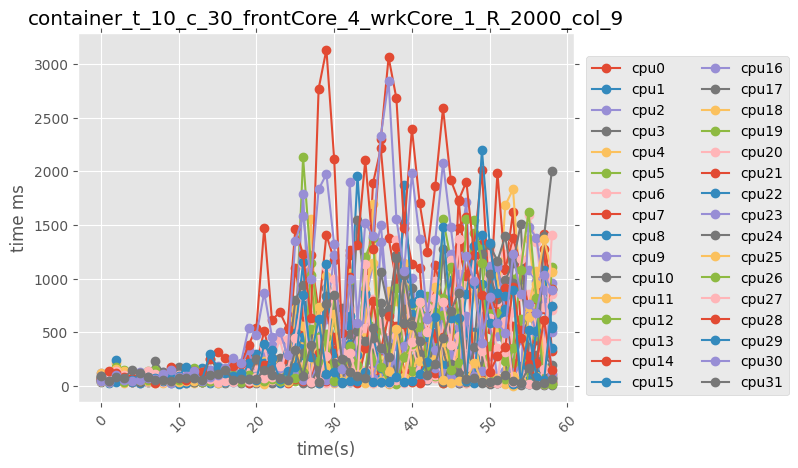 container_t_10_c_30_frontCore_4_wrkCore_1_R_2000_col_9
time ms
3000
2500
2000
1500
1000
500
0
0
10
20
30
40
50
60
time(s)
cpu0
cpu1
cpu2
cpu3
cpu4
cpu5
cpu6
cpu7
cpu8
cpu9
cpu10
cpu11
cpu12
cpu13
cpu14
cpu15
cpu16
cpu17
cpu18
cpu19
cpu20
cpu21
cpu22
cpu23
cpu24
cpu25
cpu26
cpu27
cpu28
cpu29
cpu30
cpu31